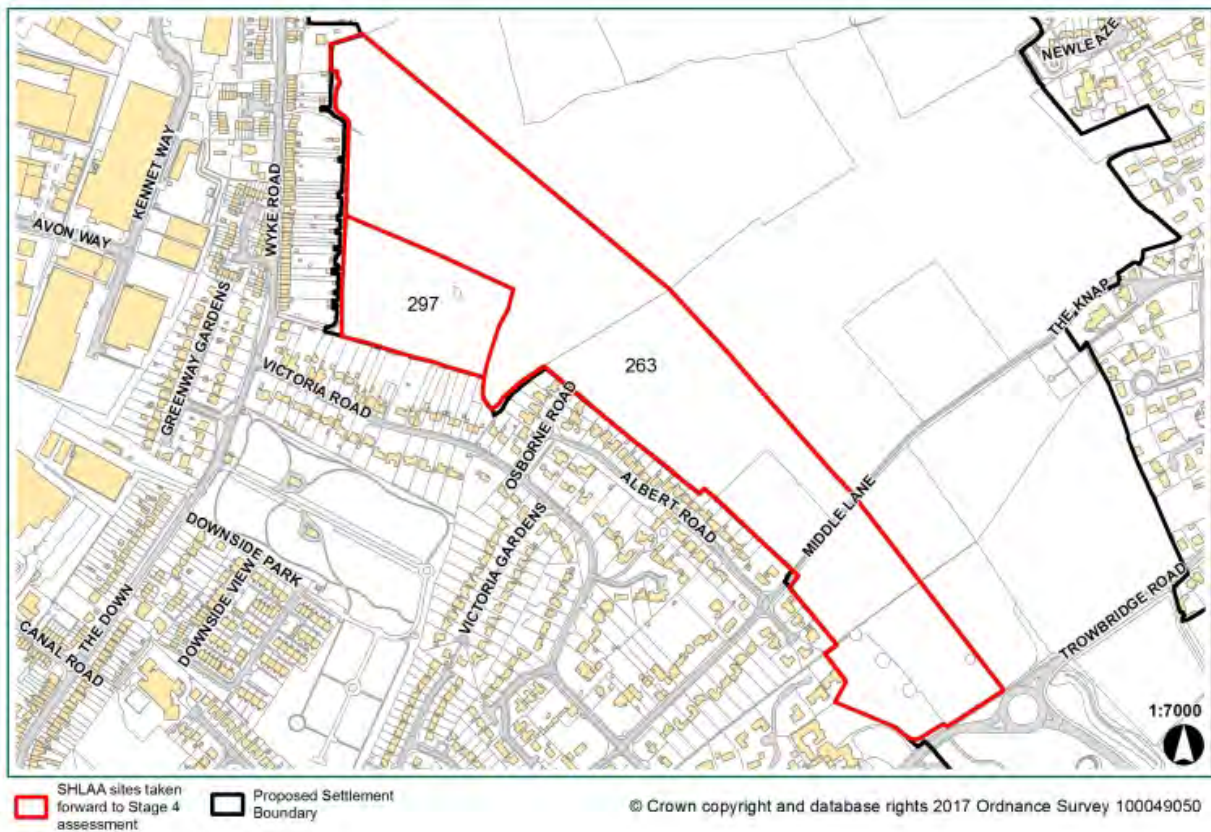 NEWLEAZE
KENNET WAY
AVON WAY
WYKE ROAD
GREENWAY GARDENS
297
THE KNAP
263
VICTORIA ROAD
OSBORNE ROAD
ALBERT ROAD
MIDDLE LANE
DOWNSIDE PARK
VICTORIA GARDENS
DOWNSIDE VIEW
THE DOWN
CANAL ROAD
TROWBRIDGE ROAD
1:7000
SHLAA sites taken
forward to Stage 4
assessment
Proposed Settlement
Boundary
© Crown copyright and database rights 2017 Ordnance Survey 100049050